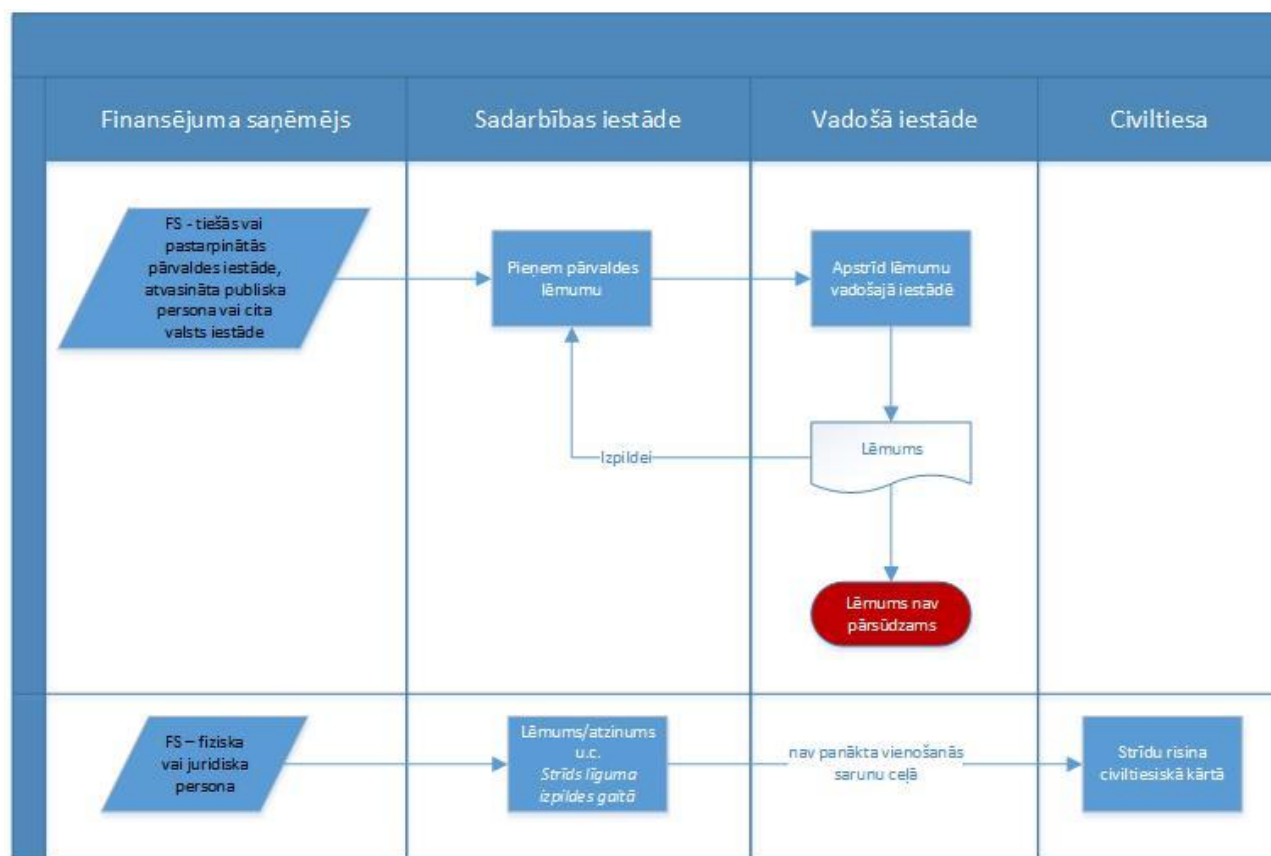 Finansējuma saņēmējs
Sadarbības iestāde
Vadošā iestāde
Civiltiesa
FS - tiešās vai
pastarpinātās
pārvaldes iestāde,
atvasināta publiska
persona vai cita
valsts iestāde
Pieņem pārvaldes
lēmumu
Apstrīd lēmumu
vadošajā iestādē
Izpildei
Lēmums
Lēmums nav
pārsūdzams
FS – fiziska
vai juridiska
persona
Lēmums/atzinums
u.c.
Strīds līguma
izpildes gaitā
nav panākta vienošanās
sarunu ceļā
Strīdu risina
civiltiesiskā kārtā